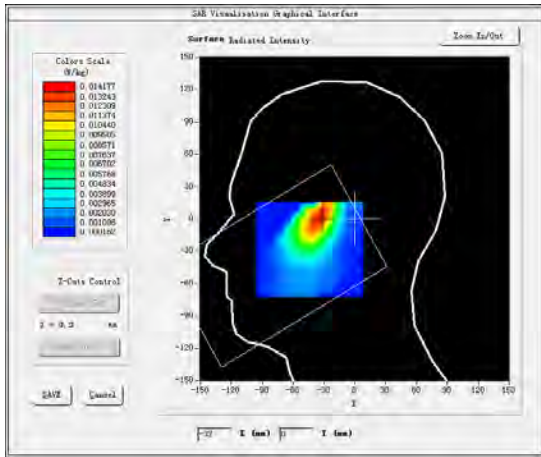 SAR Visualisation Graphical Interface
Surface Radiated Intensity
Zoom In/Out
Colors Scale
(W/kg)
0.014177
0.013243
0.012309
0.011374
0.010440
0.009505
0.008571
0.007637
0.006702
0.005768
0.004834
0.003899
0.002965
0.002030
0.001096
0.000162
150
120
90
60
30
0
-30
-60
-90
-120
-150
Y
-150 -120 -90 -60 -30 0 30 60 90 120 150
X
Z-Cuts Control
SAVE Cancel
X (mm) 0 Y (mm)